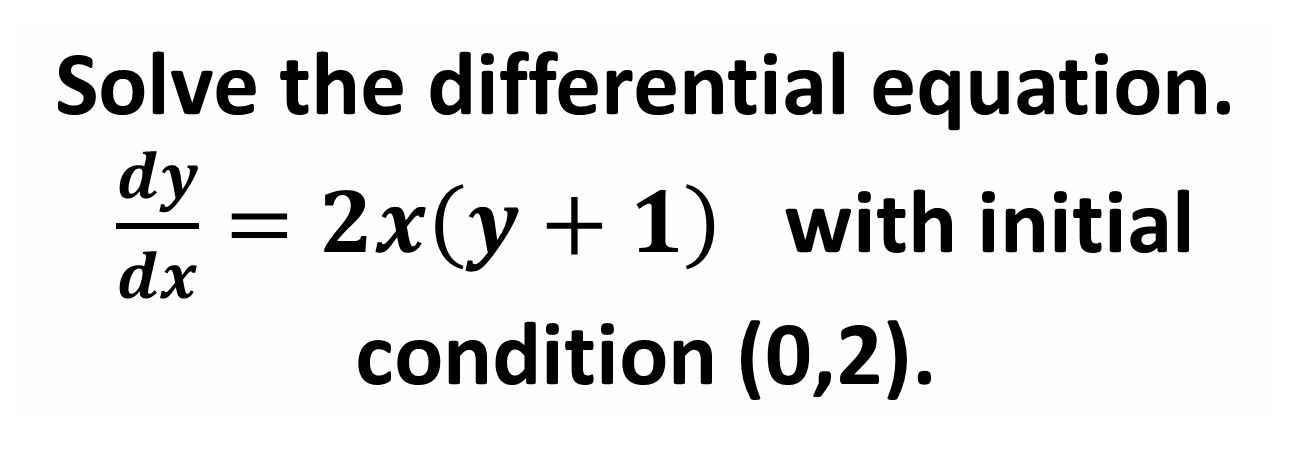 Solve the differential equation.
dy/dx = 2x(y + 1) with initial
condition (0,2).